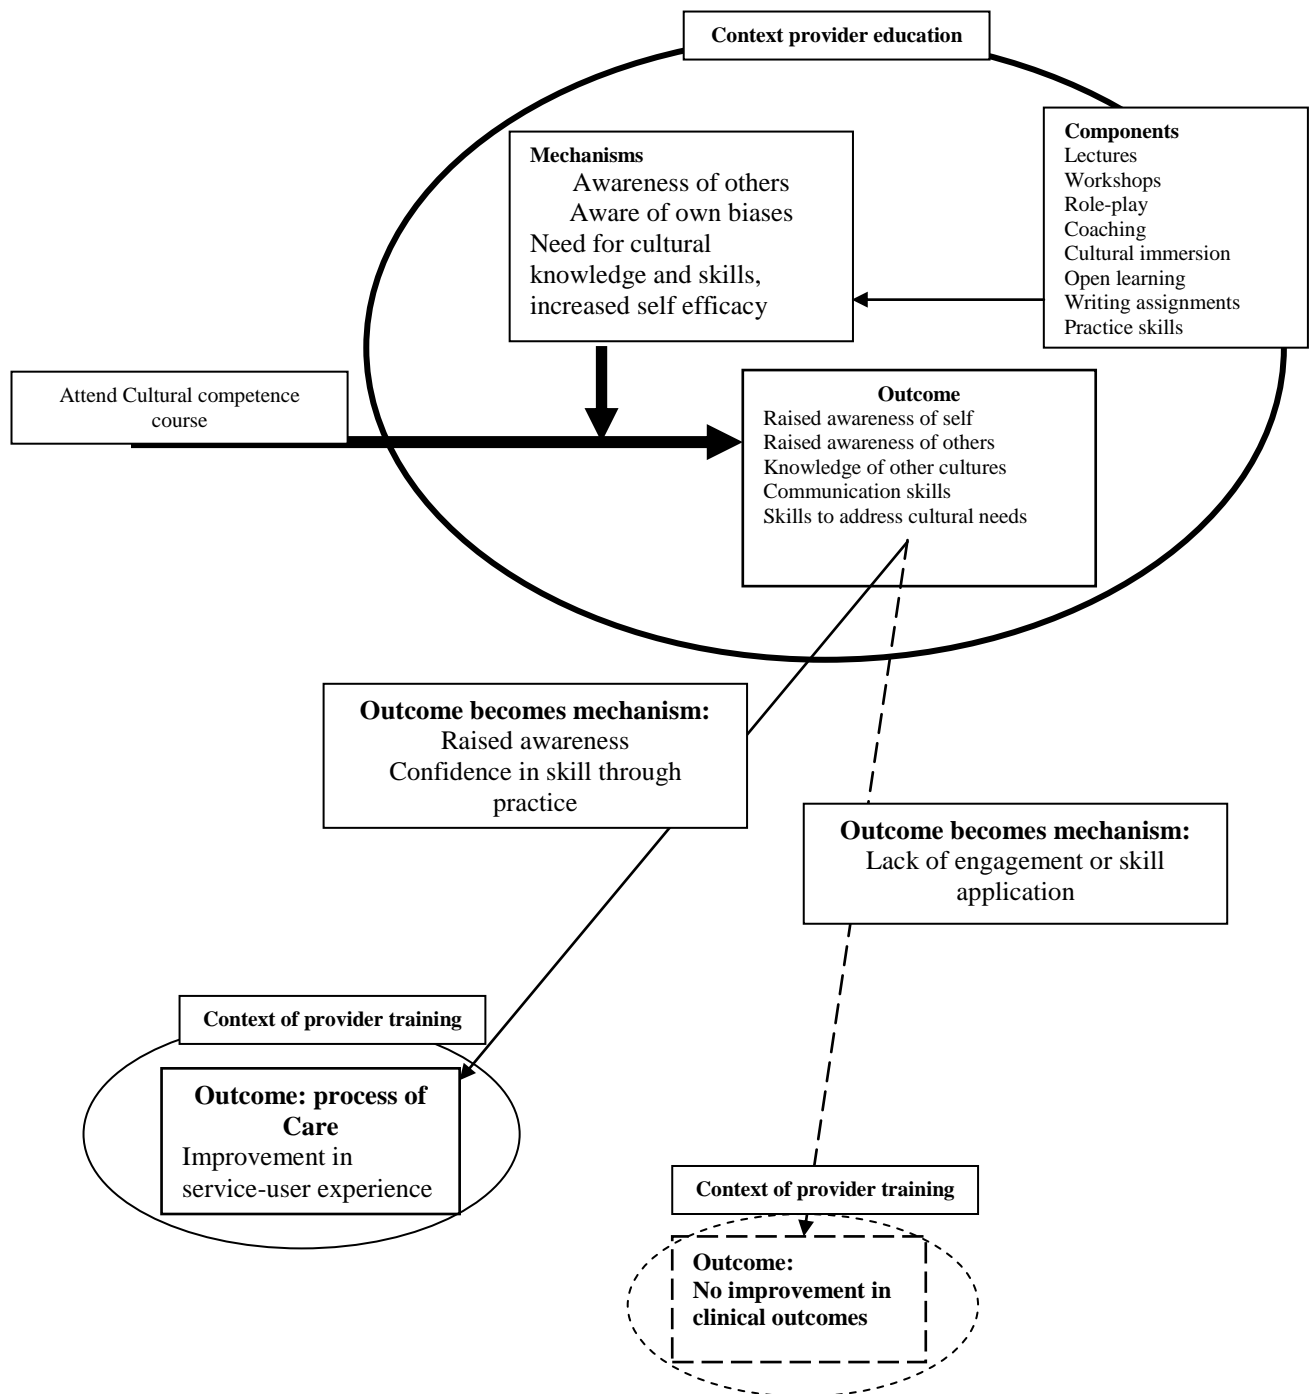 Context provider education
Components
Lectures
Workshops
Role-play
Coaching
Cultural immersion
Open learning
Writing assignments
Practice skills
Mechanisms
Awareness of others
Aware of own biases
Need for cultural
knowledge and skills,
increased self efficacy
Attend Cultural competence
course
Outcome
Raised awareness of self
Raised awareness of others
Knowledge of other cultures
Communication skills
Skills to address cultural needs
Outcome becomes mechanism:
Raised awareness
Confidence in skill through
practice
Outcome becomes mechanism:
Lack of engagement or skill
application
Context of provider training
Outcome: process of
Care
Improvement in
service-user experience
Context of provider training
Outcome:
No improvement in
clinical outcomes